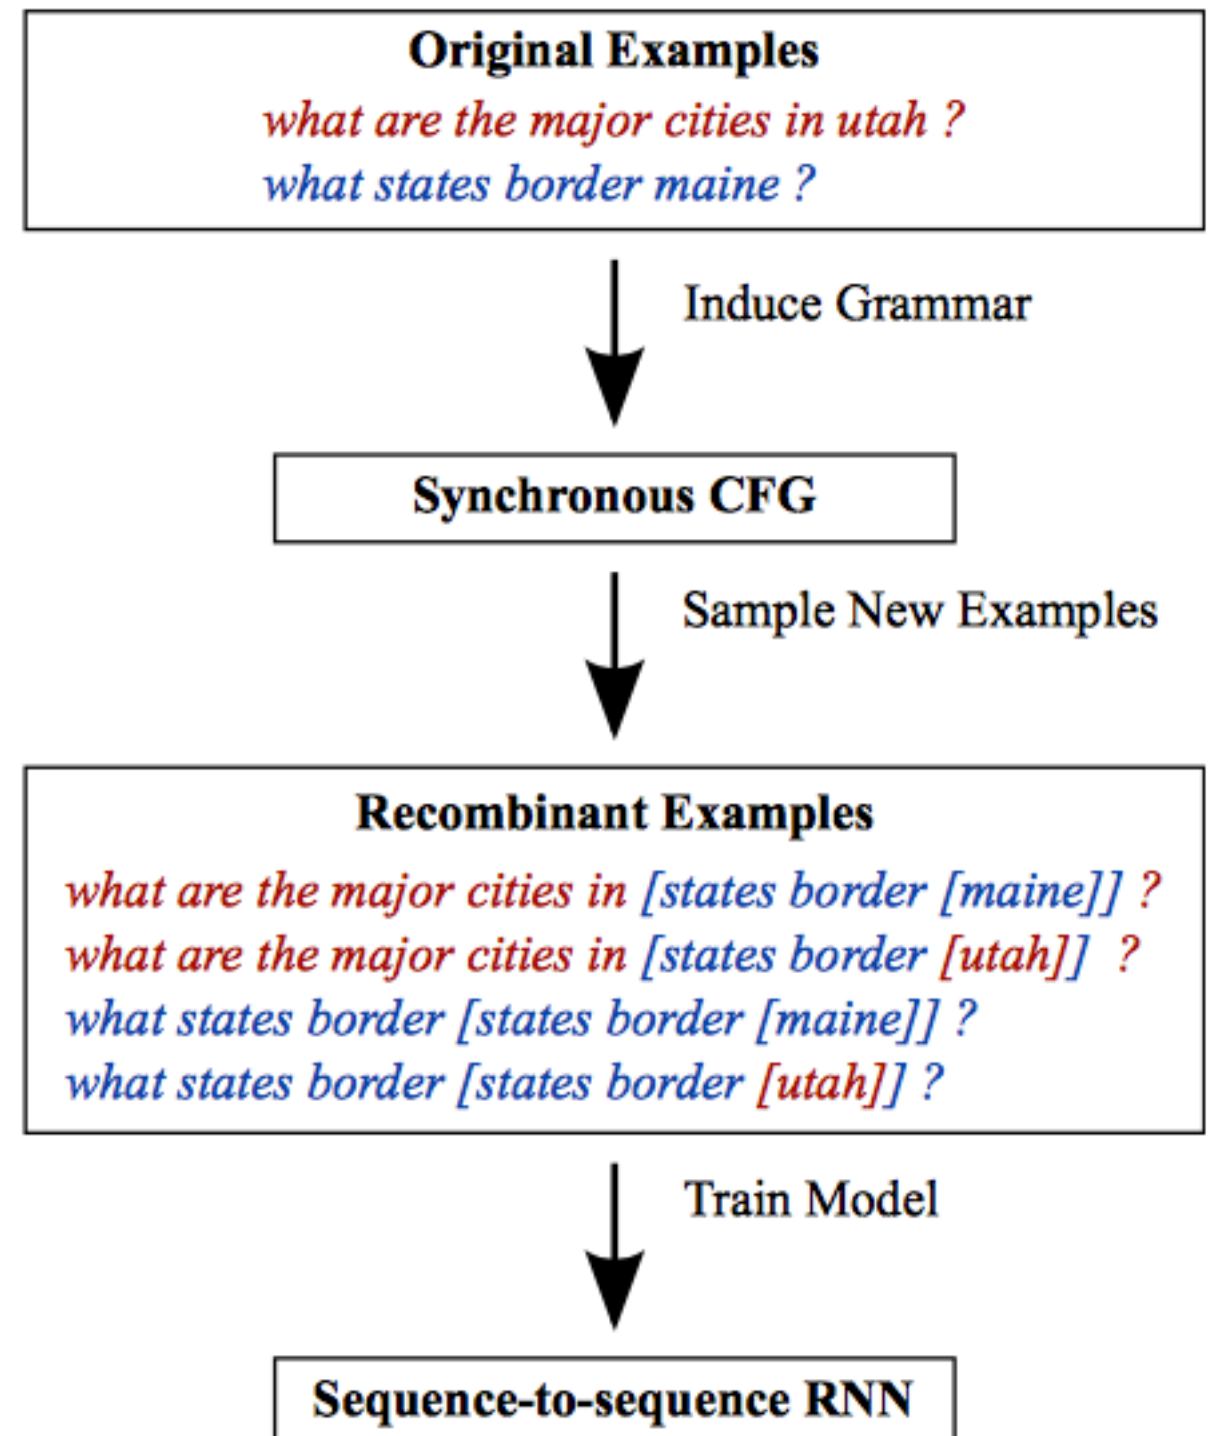 Original Examples
what are the major cities in utah ?
what states border maine ?
Induce Grammar
Synchronous CFG
Sample New Examples
Recombinant Examples
what are the major cities in [states border [maine]] ?
what are the major cities in [states border [utah]] ?
what states border [states border [maine]] ?
what states border [states border [utah]] ?
Train Model
Sequence-to-sequence RNN